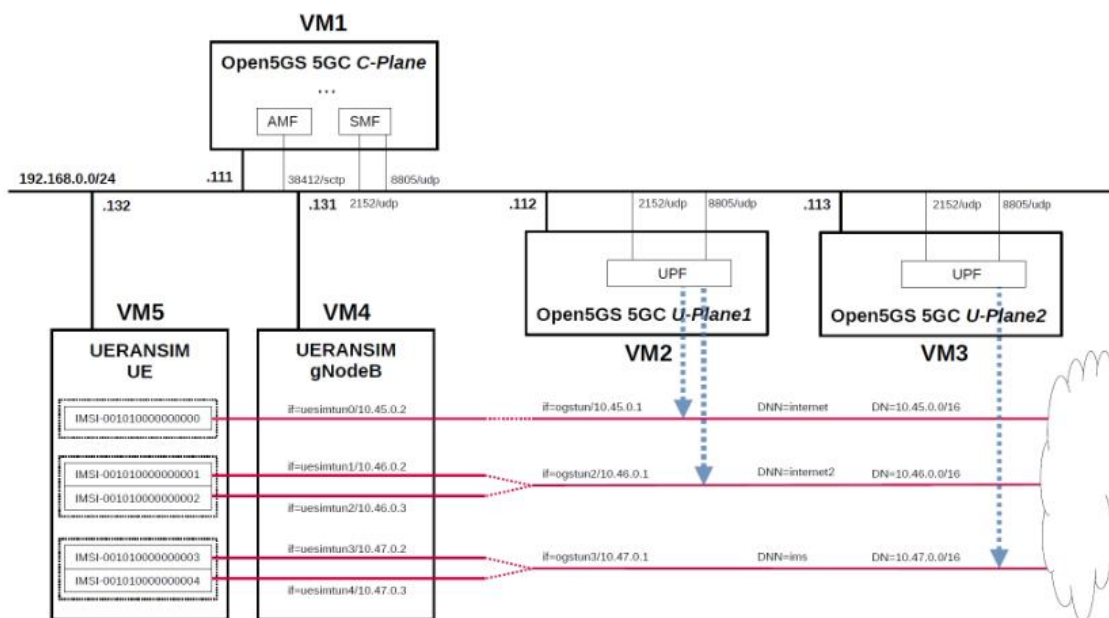 VM1
Open5GS 5GC C-Plane
...
AMF
SMF
192.168.0.0/24
.111
38412/sctp
8805/udp
.132
.131
2152/udp
.112
2152/udp
8805/udp
.113
2152/udp
8805/udp
UPF
Open5GS 5GC U-Plane1
VM2
UPF
Open5GS 5GC U-Plane2
VM3
VM5
UERANSIM
UE
VM4
UERANSIM
gNodeB
IMSI-001010000000000
if=uesimtun0/10.45.0.2
if=ogstun/10.45.0.1
DNN=internet
DN=10.45.0.0/16
IMSI-001010000000001
if=uesimtun1/10.46.0.2
IMSI-001010000000002
if=uesimtun2/10.46.0.3
if=ogstun2/10.46.0.1
DNN=internet2
DN=10.46.0.0/16
IMSI-001010000000003
if=uesimtun3/10.47.0.2
IMSI-001010000000004
if=uesimtun4/10.47.0.3
if=ogstun3/10.47.0.1
DNN=ims
DN=10.47.0.0/16